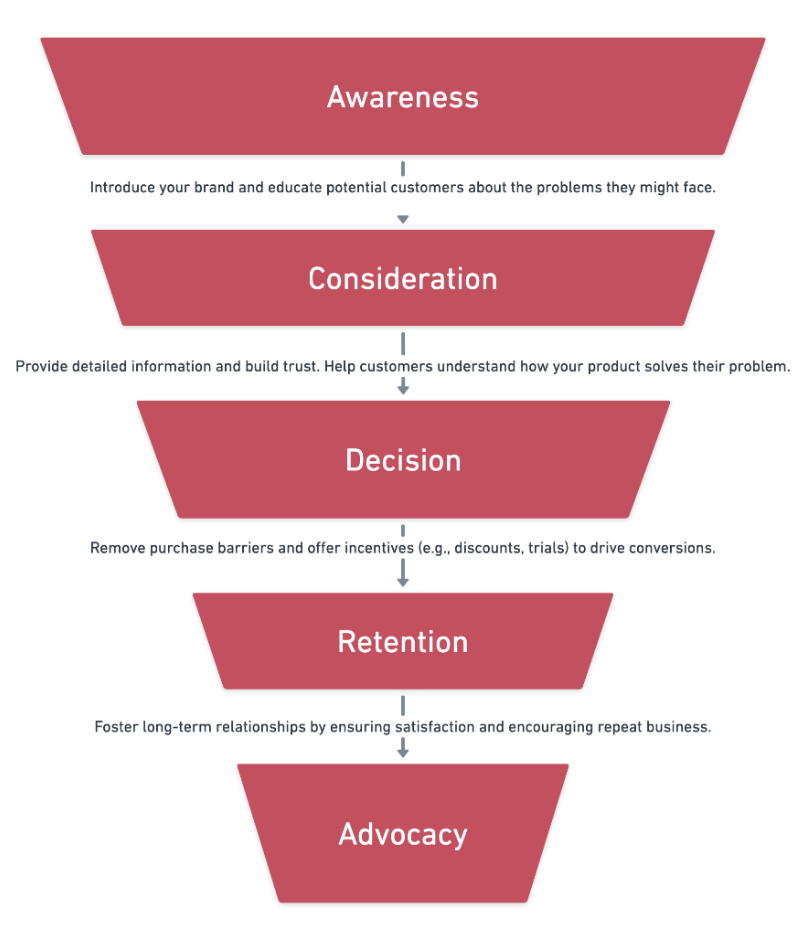 Awareness
Introduce your brand and educate potential customers about the problems they might face.
Consideration
Provide detailed information and build trust. Help customers understand how your product solves their problem.
Decision
Remove purchase barriers and offer incentives (e.g., discounts, trials) to drive conversions.
Retention
Foster long-term relationships by ensuring satisfaction and encouraging repeat business.
Advocacy